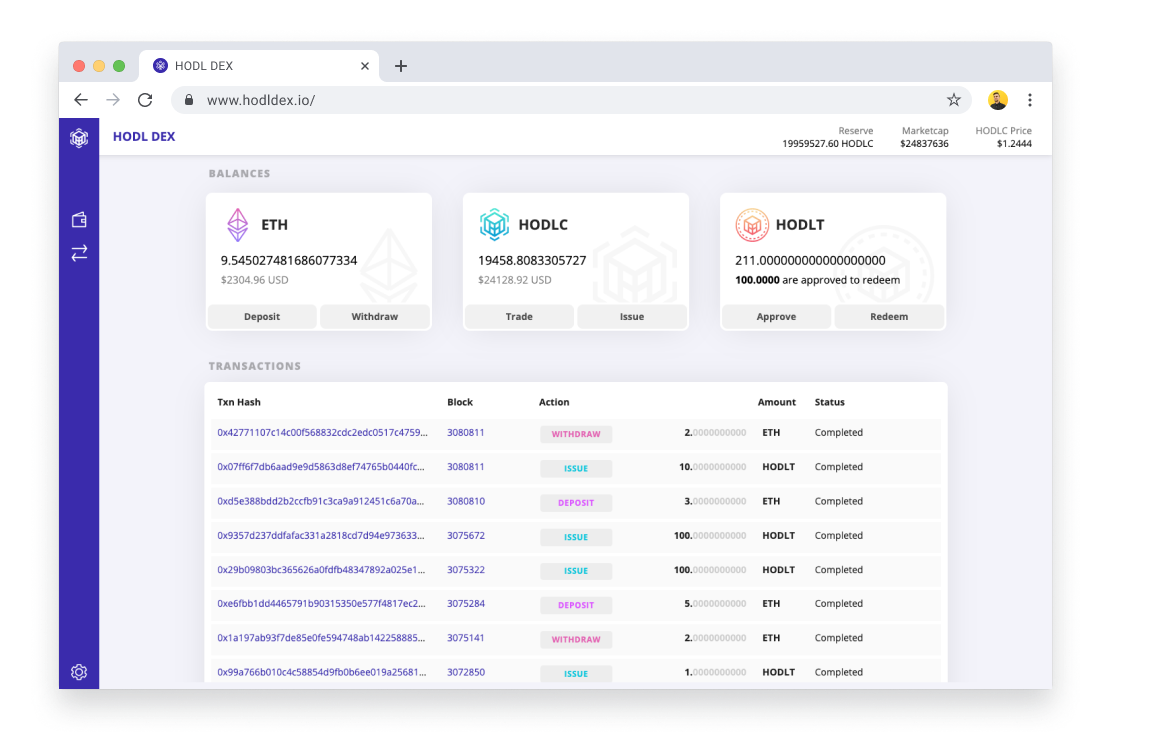 HODL DEX
www.hodldex.io/
HODL DEX
Reserve Marketcap HODLC Price
19959527.60 HODLC $24837636 $1.2444
BALANCES
ETH HODLC HODLT
9.545027481686077334 19458.8083305727 211.000000000000000000
$2304.96 USD $24128.92 USD 100.0000 are approved to redeem
Deposit Withdraw Trade Issue Approve Redeem
TRANSACTIONS
Txn Hash Block Action Amount Status
0x42771107c14c00f568832cdc2edc0517c4759... 3080811 WITHDRAW 2.0000000000 ETH Completed
0x07ff6f7db6aad9e9d5863d8ef74765b0440fc... 3080811 ISSUE 10.0000000000 HODLT Completed
0xd5e388bdd2b2ccfb91c3ca9a912451c6a70a... 3080810 DEPOSIT 3.0000000000 ETH Completed
0x9357d237ddfafac331a2818cd7d94e973633... 3075672 ISSUE 100.0000000000 HODLT Completed
0x29b09803bc365626a0fdfb48347892a025e1... 3075322 ISSUE 100.0000000000 HODLT Completed
0xe6fbb1dd4465791b90315350e577f4817ec2... 3075284 DEPOSIT 5.0000000000 ETH Completed
0x1a197ab93f7de85e0fe594748ab142258885... 3075141 WITHDRAW 2.0000000000 ETH Completed
0x99a766b010c4c58854d9fb0b6ee019a25681... 3072850 ISSUE 1.0000000000 HODLT Completed